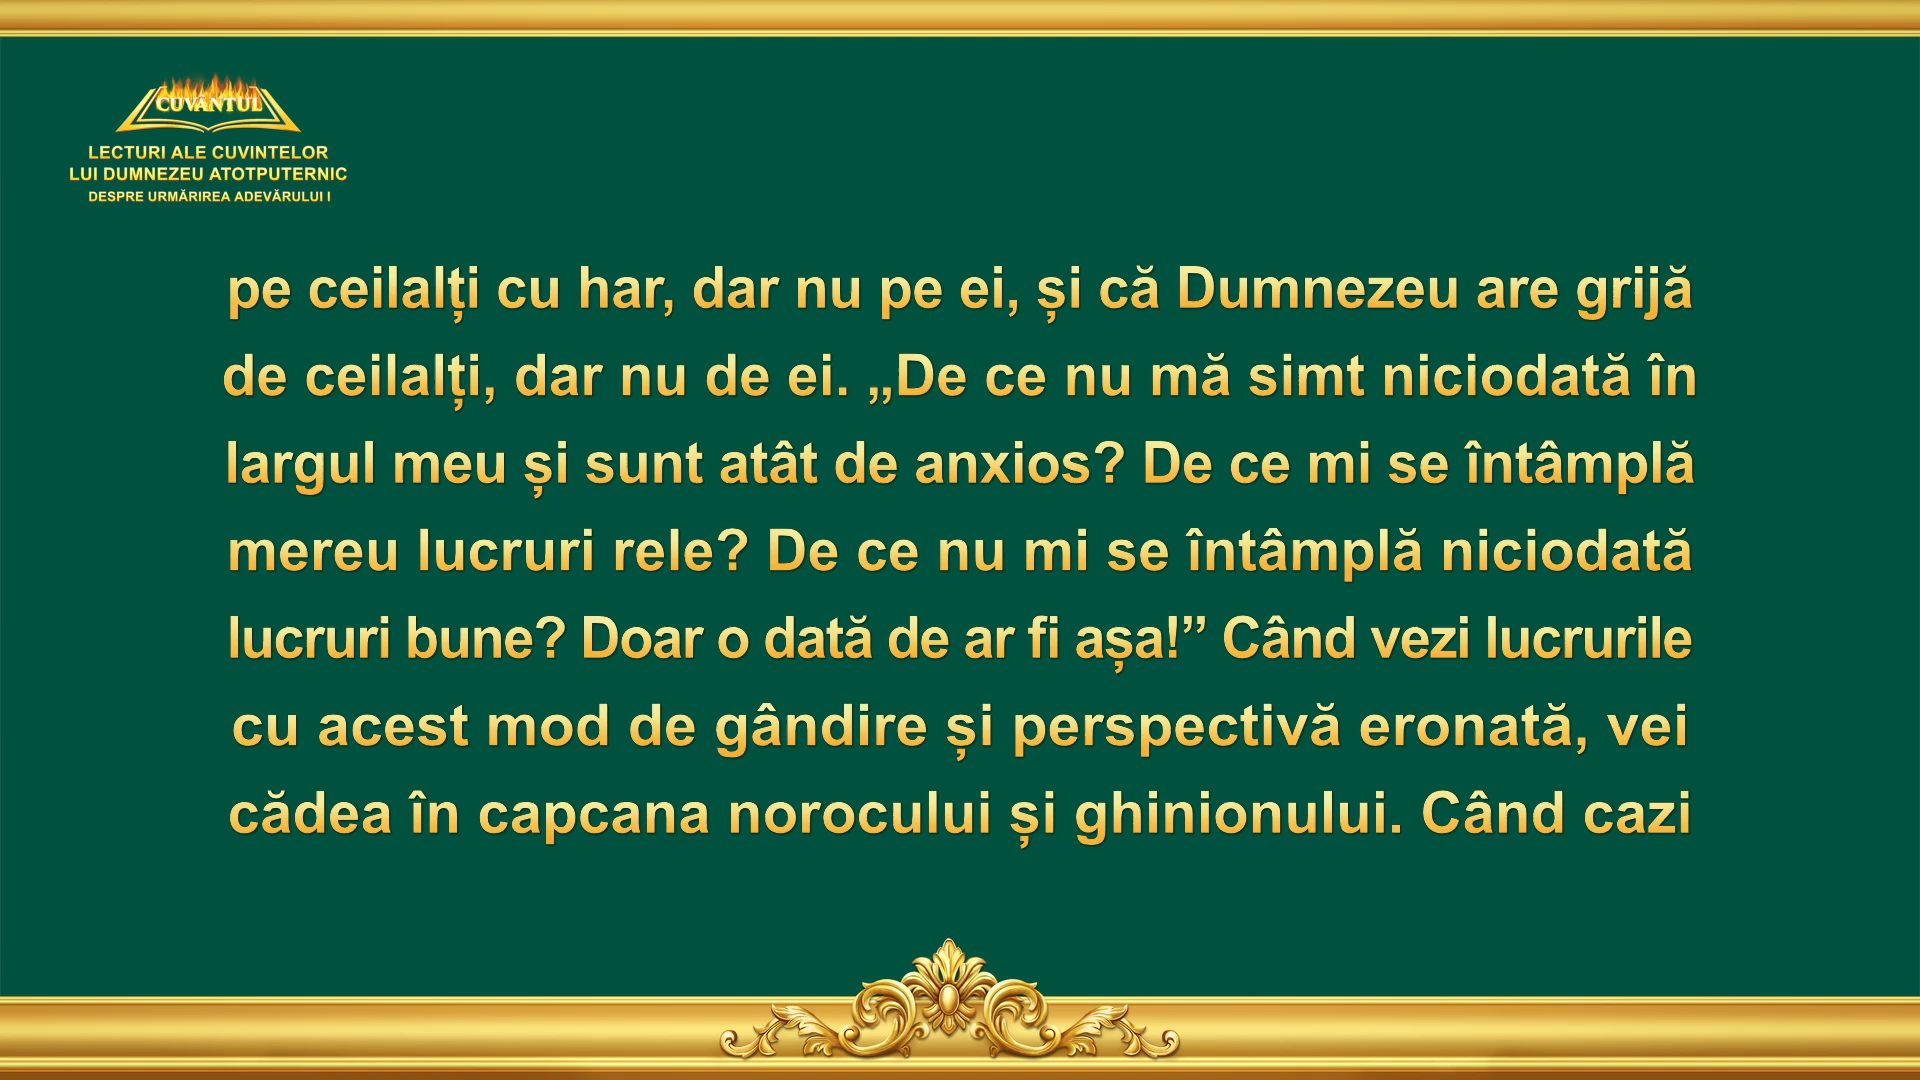 CUVÂNTUL
LECTURI ALE CUVINTELOR
LUI DUMNEZEU ATOTPUTERNIC
DESPRE URMĂRIREA ADEVĂRULUI I
pe ceilalți cu har, dar nu pe ei, și că Dumnezeu are grijă
de ceilalți, dar nu de ei. „De ce nu mă simt niciodată în
largul meu și sunt atât de anxios? De ce mi se întâmplă
mereu lucruri rele? De ce nu mi se întâmplă niciodată
lucruri bune? Doar o dată de ar fi așa!” Când vezi lucrurile
cu acest mod de gândire și perspectivă eronată, vei
cădea în capcana norocului și ghinionului. Când cazi